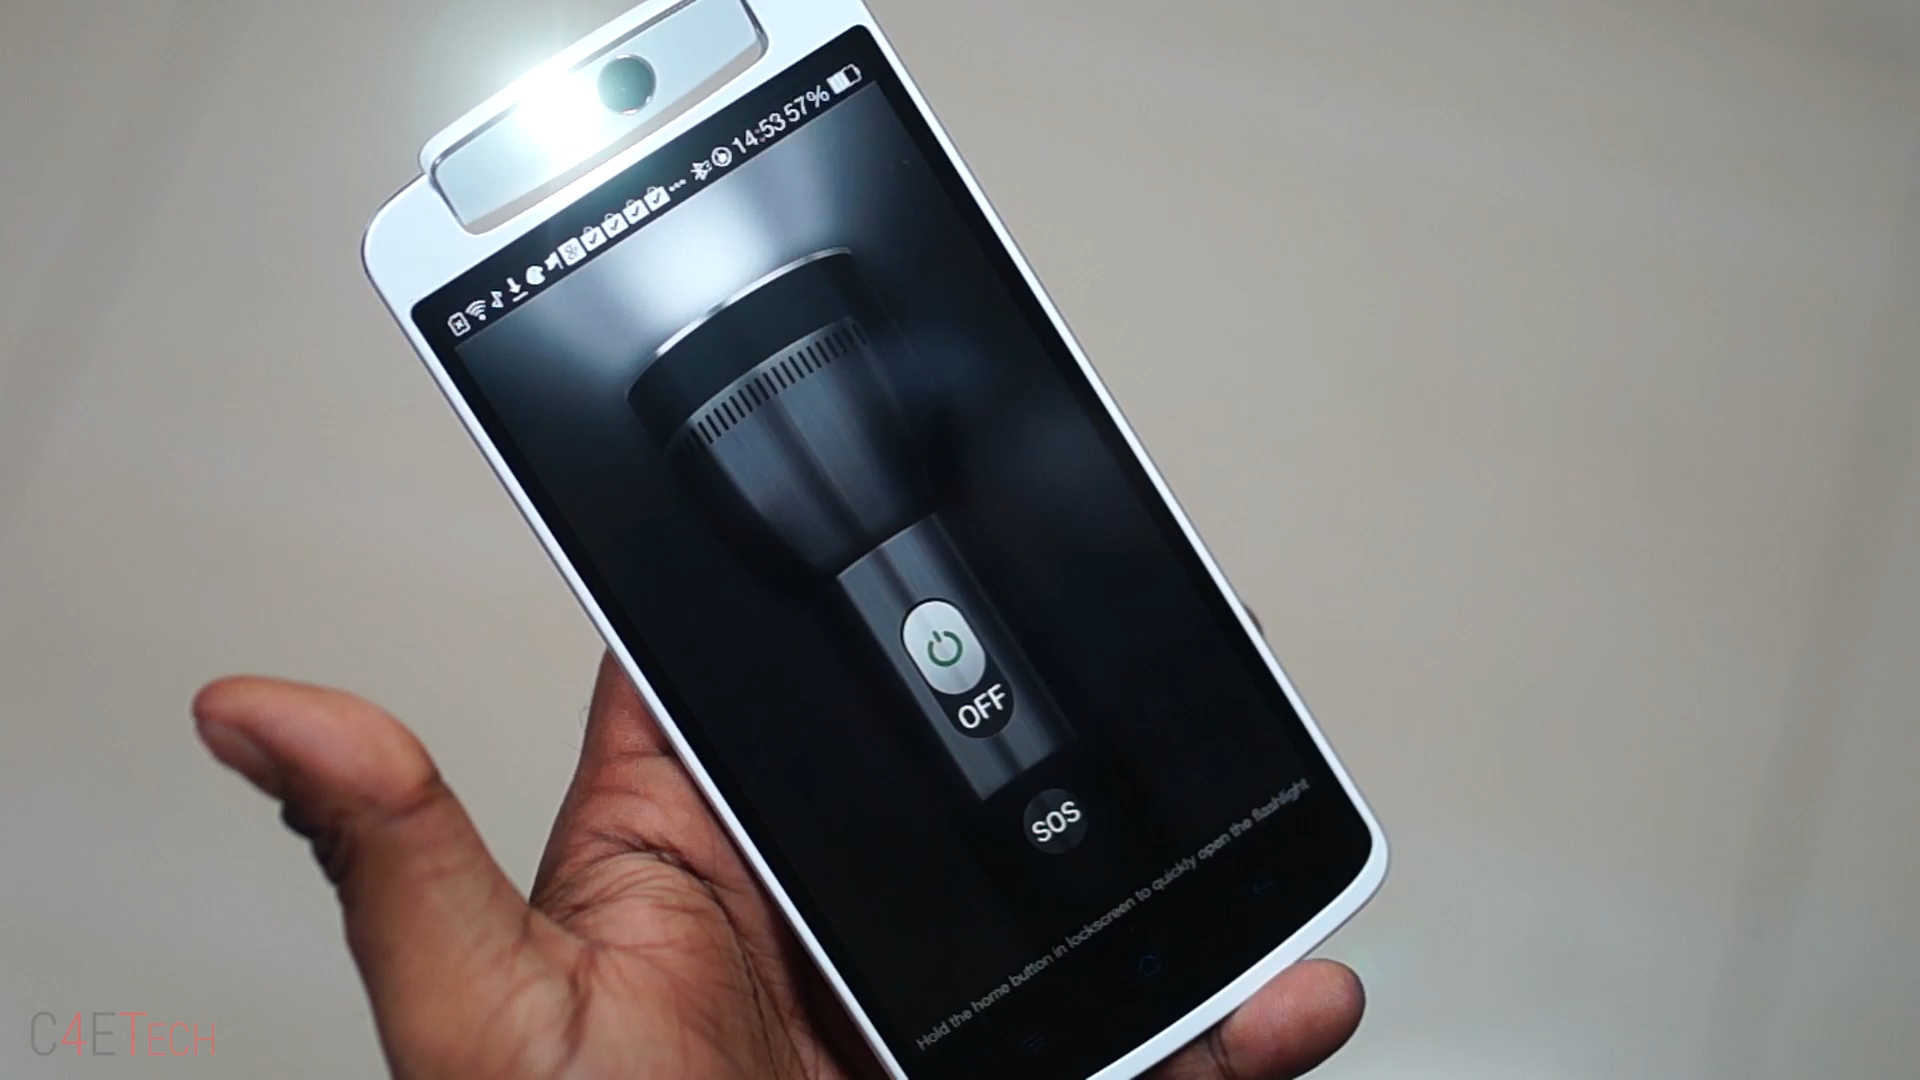 14:53 57%
OFF
SOS
Hold the home button in lockscreen to quickly open the flashlight
C4ETECH